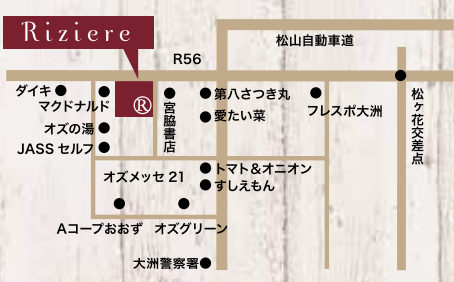 Riziere
R56
松山自動車道
ダイキ
マクドナルド
®
宮脇書店
第八さつき丸
愛たい菜
フレスポ大洲
松ヶ花交差点
オズの湯
JASS セルフ
オズメッセ 21
トマト＆オニオン
すしえもん
Aコープおおず
オズグリーン
大洲警察署